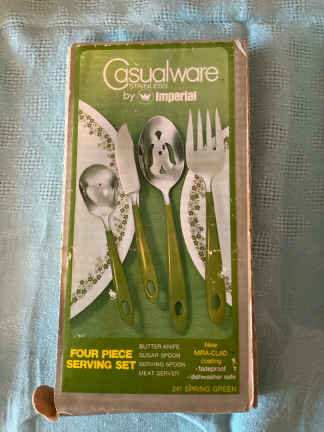 Casualware
STAINLESS
by Imperial
FOUR PIECE
SERVING SET
BUTTER KNIFE
SUGAR SPOON
SERVING SPOON
MEAT SERVER
New
MIRA-CLAD
coating
-fadeproof
-dishwasher safe
241 SPRING GREEN